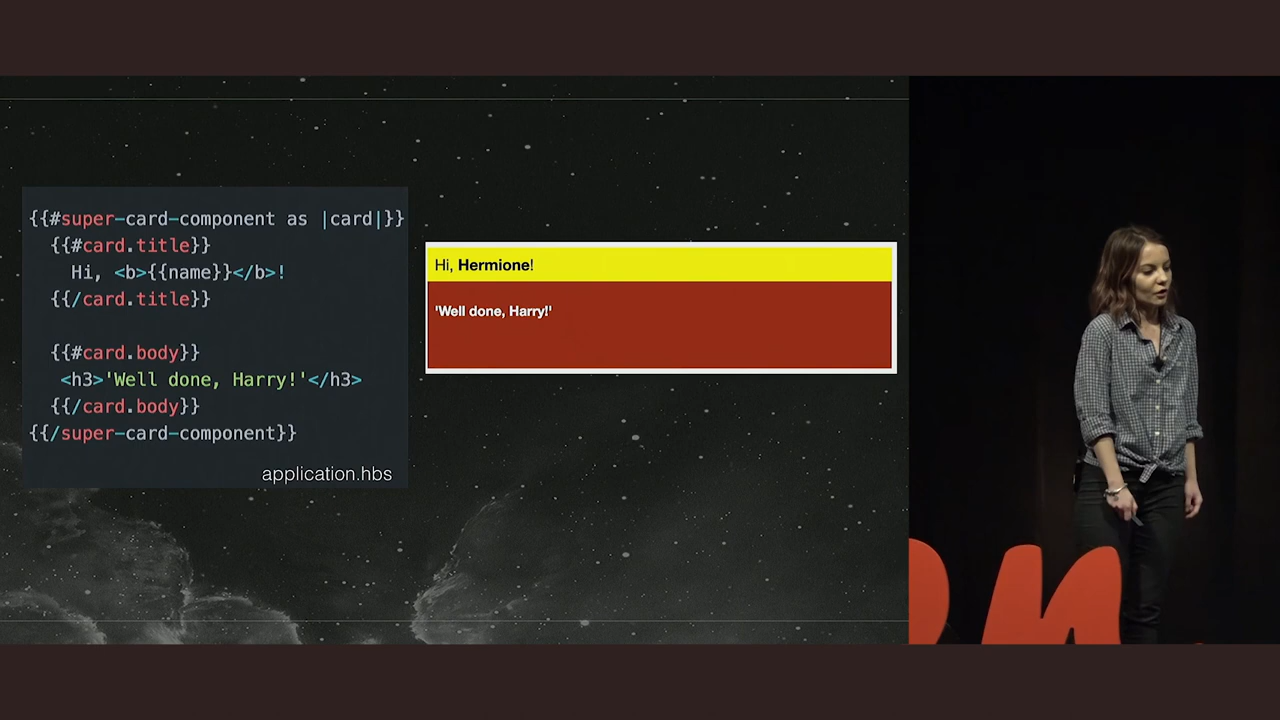 {{#super-card-component as |card|}}
{{#card.title}}
Hi, <b>{{name}}</b>!
{{/card.title}}
{{#card.body}}
<h3>'Well done, Harry!'</h3>
{{/card.body}}
{{/super-card-component}}
application.hbs
Hi, Hermione!
'Well done, Harry!'